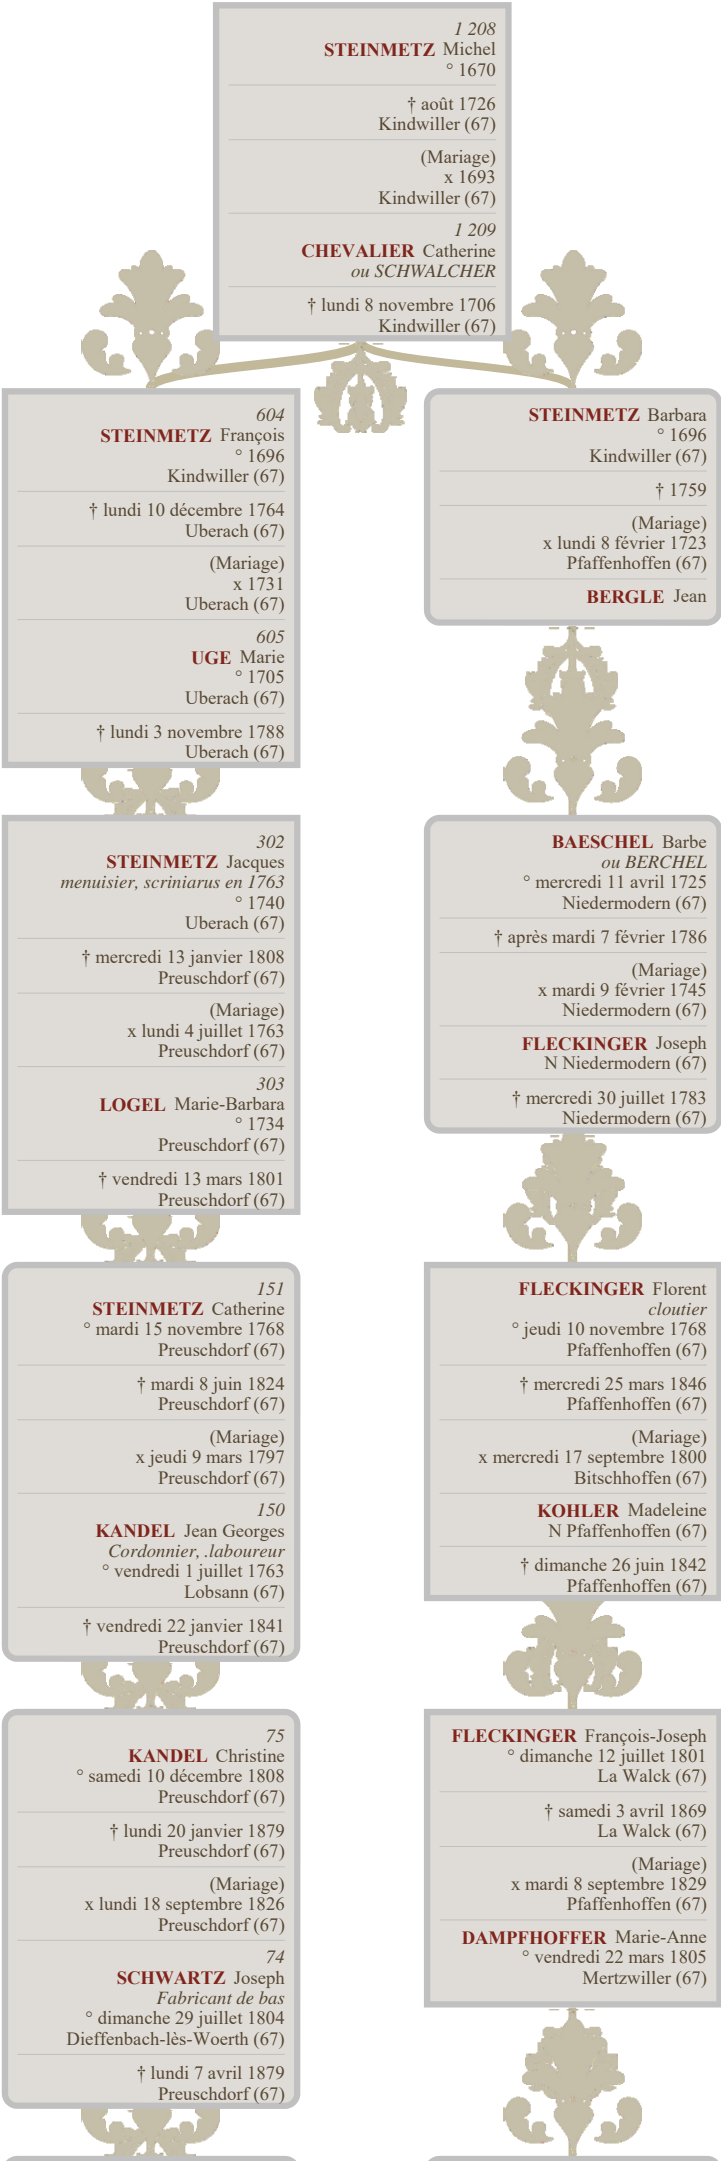 1 208
STEINMETZ Michel
° 1670
† août 1726
Kindwiller (67)
(Mariage)
x 1693
Kindwiller (67)
1 209
CHEVALIER Catherine
ou SCHWALCHER
† lundi 8 novembre 1706
Kindwiller (67)
604
STEINMETZ François
° 1696
Kindwiller (67)
† lundi 10 décembre 1764
Uberach (67)
(Mariage)
x 1731
Uberach (67)
605
UGE Marie
° 1705
Uberach (67)
† lundi 3 novembre 1788
Uberach (67)
STEINMETZ Barbara
° 1696
Kindwiller (67)
† 1759
(Mariage)
x lundi 8 février 1723
Pfaffenhoffen (67)
BERGLE Jean
302
STEINMETZ Jacques
menuisier, scriniarus en 1763
° 1740
Uberach (67)
† mercredi 13 janvier 1808
Preuschdorf (67)
(Mariage)
x lundi 4 juillet 1763
Preuschdorf (67)
303
LOGEL Marie-Barbara
° 1734
Preuschdorf (67)
† vendredi 13 mars 1801
Preuschdorf (67)
BAESCHEL Barbe
ou BERCHEL
° mercredi 11 avril 1725
Niedermodern (67)
† après mardi 7 février 1786
(Mariage)
x mardi 9 février 1745
Niedermodern (67)
FLECKINGER Joseph
N Niedermodern (67)
† mercredi 30 juillet 1783
Niedermodern (67)
151
STEINMETZ Catherine
° mardi 15 novembre 1768
Preuschdorf (67)
† mardi 8 juin 1824
Preuschdorf (67)
(Mariage)
x jeudi 9 mars 1797
Preuschdorf (67)
150
KANDEL Jean Georges
Cordonnier, .laboureur
° vendredi 1 juillet 1763
Lobsann (67)
† vendredi 22 janvier 1841
Preuschdorf (67)
FLECKINGER Florent
cloutier
° jeudi 10 novembre 1768
Pfaffenhoffen (67)
† mercredi 25 mars 1846
Pfaffenhoffen (67)
(Mariage)
x mercredi 17 septembre 1800
Bitschhoffen (67)
KOHLER Madeleine
N Pfaffenhoffen (67)
† dimanche 26 juin 1842
Pfaffenhoffen (67)
75
KANDEL Christine
° samedi 10 décembre 1808
Preuschdorf (67)
† lundi 20 janvier 1879
Preuschdorf (67)
(Mariage)
x lundi 18 septembre 1826
Preuschdorf (67)
74
SCHWARTZ Joseph
Fabricant de bas
° dimanche 29 juillet 1804
Dieffenbach-lès-Woerth (67)
† lundi 7 avril 1879
Preuschdorf (67)
FLECKINGER François-Joseph
° dimanche 12 juillet 1801
La Walck (67)
† samedi 3 avril 1869
La Walck (67)
(Mariage)
x mardi 8 septembre 1829
Pfaffenhoffen (67)
DAMPFHOFFER Marie-Anne
° vendredi 22 mars 1805
Mertzwiller (67)